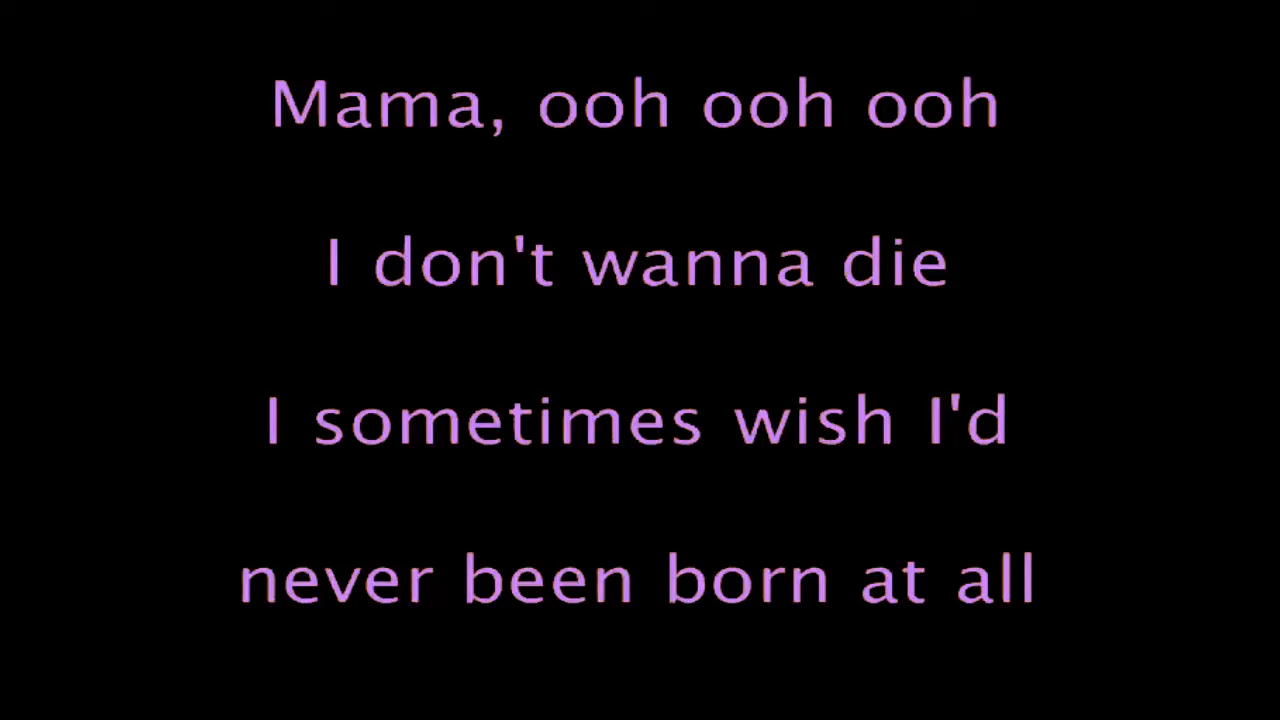 Mama, ooh ooh ooh
I don't wanna die
I sometimes wish I'd
never been born at all